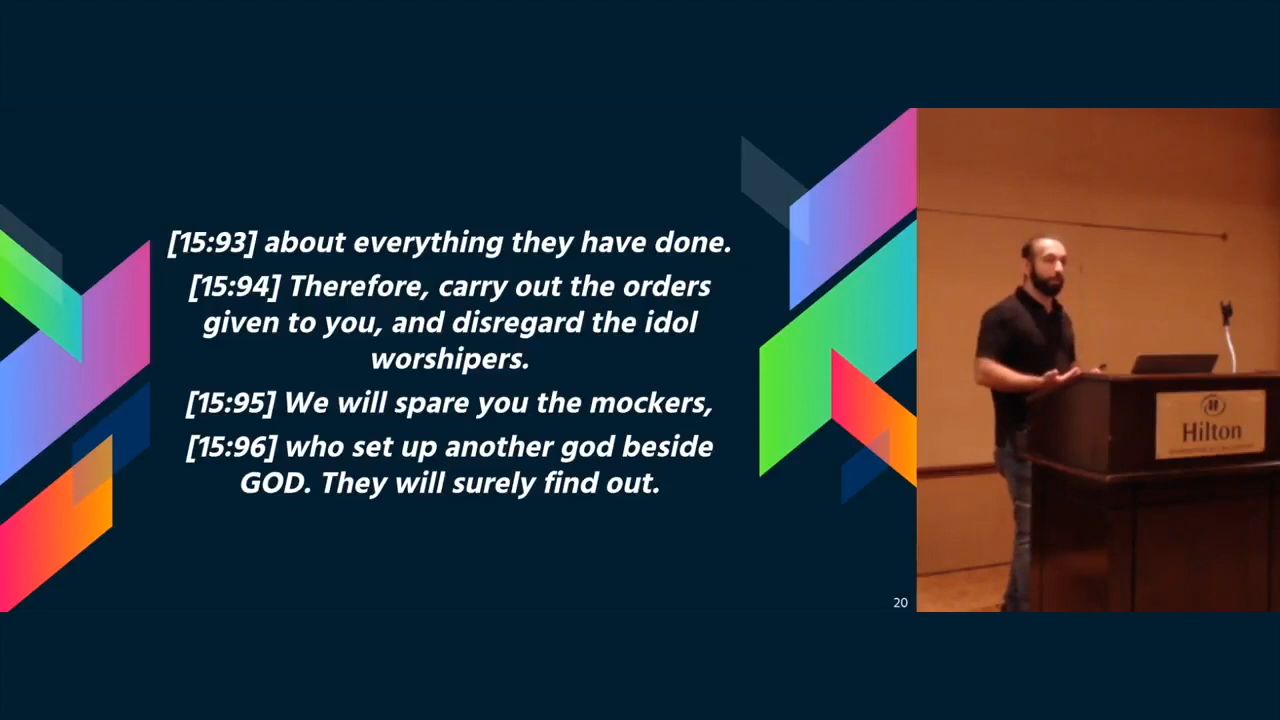 [15:93] about everything they have done.
[15:94] Therefore, carry out the orders
given to you, and disregard the idol
worshipers.
[15:95] We will spare you the mockers,
[15:96] who set up another god beside
GOD. They will surely find out.
20
Hilton